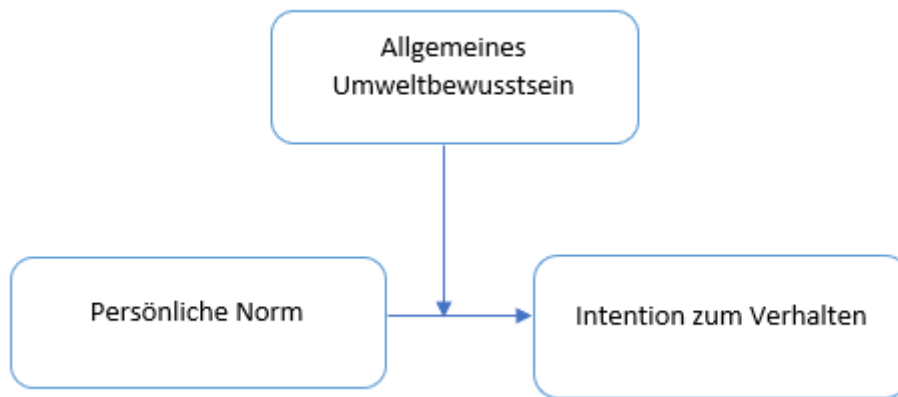 Allgemeines
Umweltbewusstsein
Persönliche Norm
Intention zum Verhalten